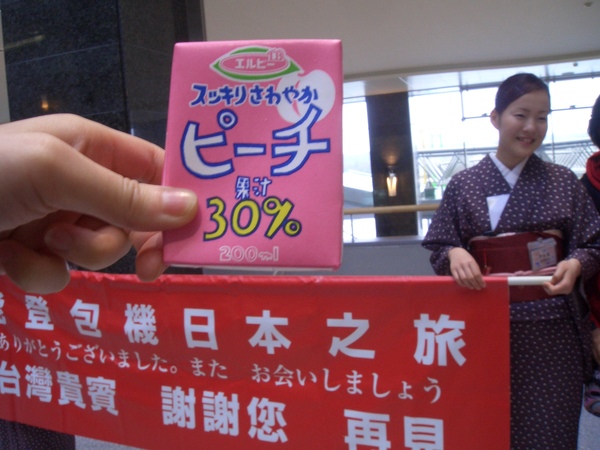 エルビー LB
スッキリさわやか
ピーチ
果汁
30%
200ml
登包機日本之旅
ありがとうございました。また お会いしましょう
台灣貴賓 謝謝您 再見